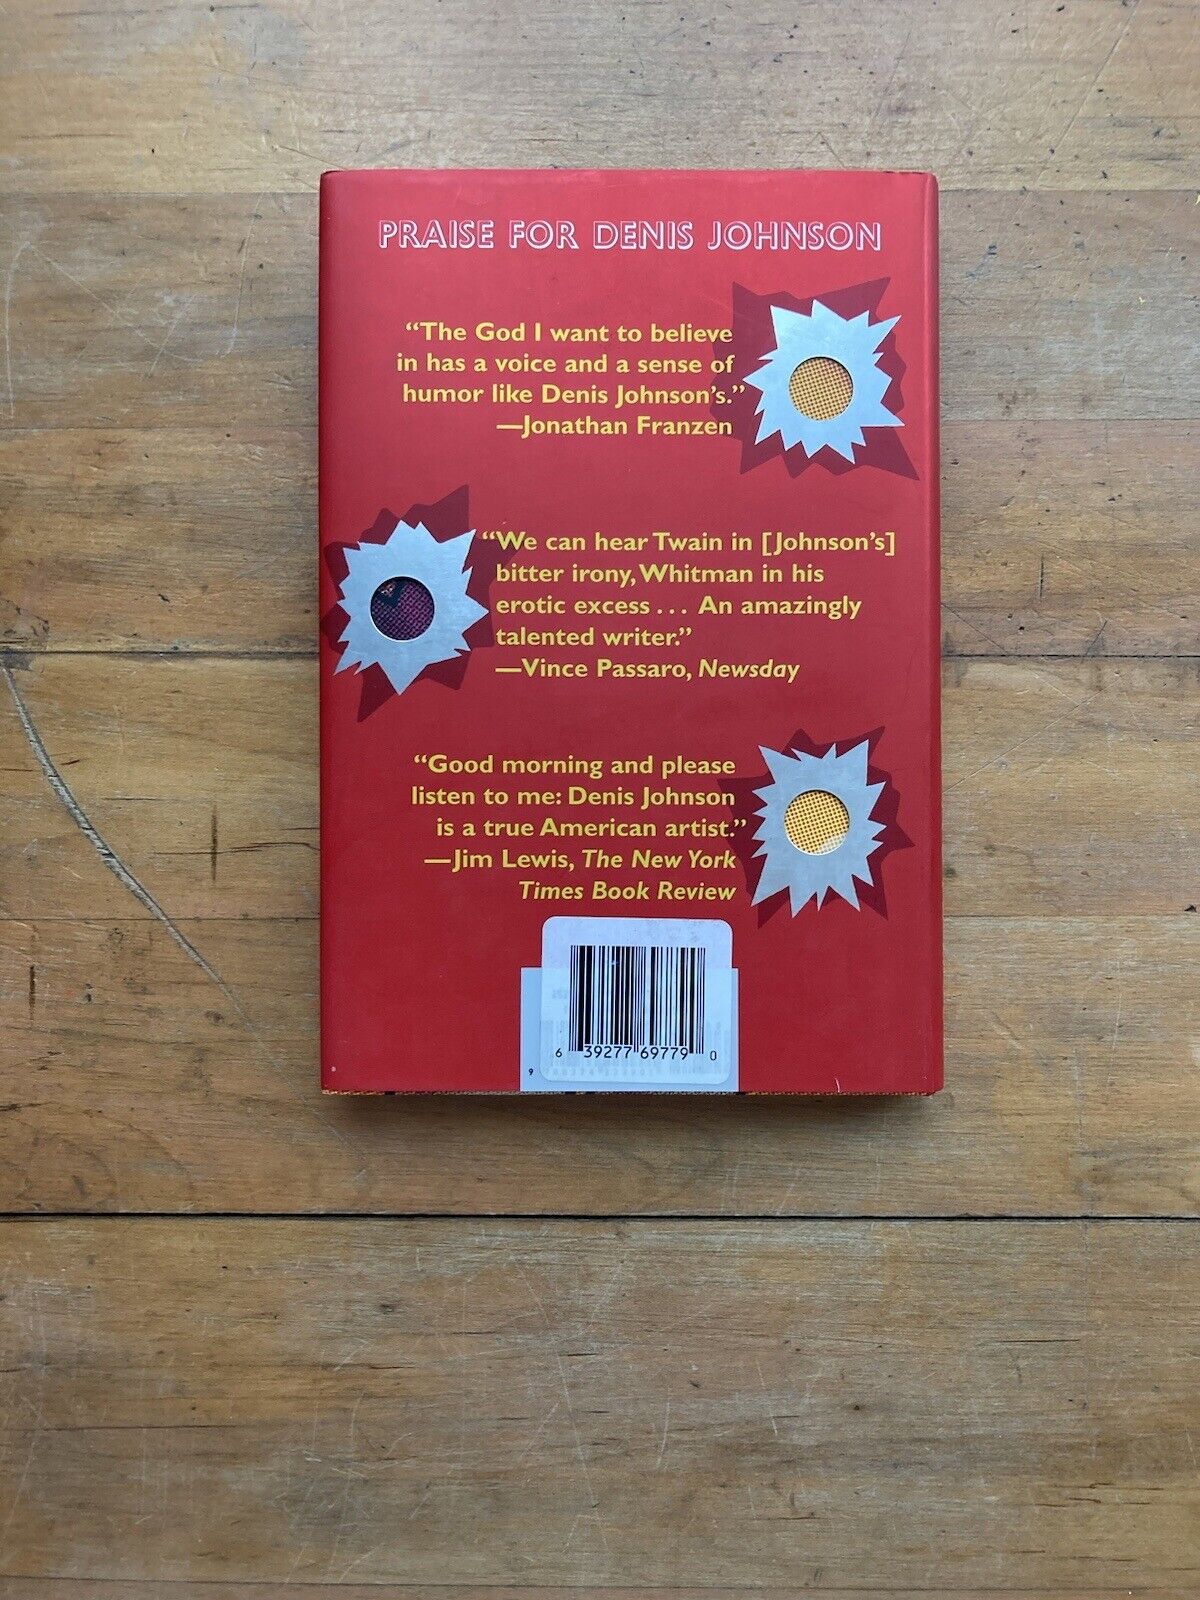 PRAISE FOR DENIS JOHNSON
“The God I want to believe
in has a voice and a sense of
humor like Denis Johnson’s.”
—Jonathan Franzen
“We can hear Twain in [Johnson’s]
bitter irony, Whitman in his
erotic excess... An amazingly
talented writer.”
—Vince Passaro, Newsday
“Good morning and please
listen to me: Denis Johnson
is a true American artist.”
—Jim Lewis, The New York
Times Book Review
6 39277 69779 0
9